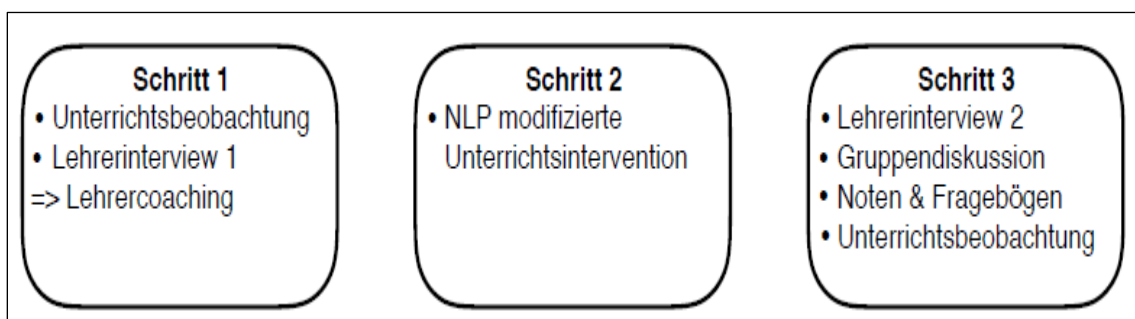 Schritt 1
• Unterrichtsbeobachtung
• Lehrerinterview 1
=> Lehrercoaching
Schritt 2
• NLP modifizierte
Unterrichtsintervention
Schritt 3
• Lehrerinterview 2
• Gruppendiskussion
• Noten & Fragebögen
• Unterrichtsbeobachtung